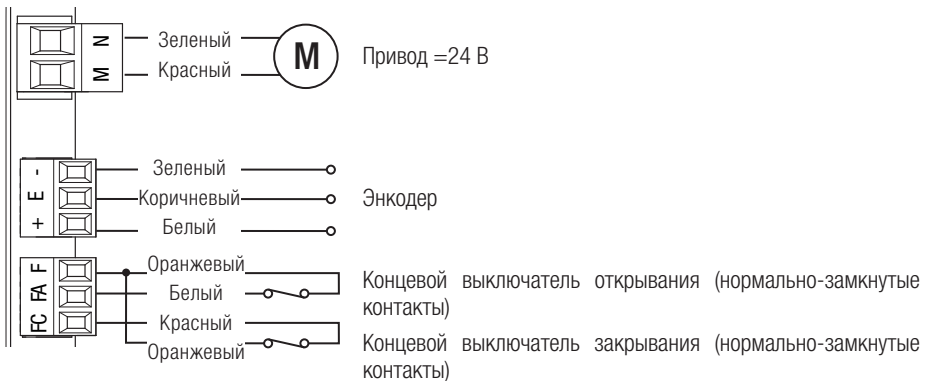 N Зеленый
M Красный
M
Привод =24 В
- Зеленый
E Коричневый
Энкодер
+ Белый
F Оранжевый
FA Белый
Концевой выключатель открывания (нормально-замкнутые
контакты)
FC Красный
Оранжевый
Концевой выключатель закрывания (нормально-замкнутые
контакты)